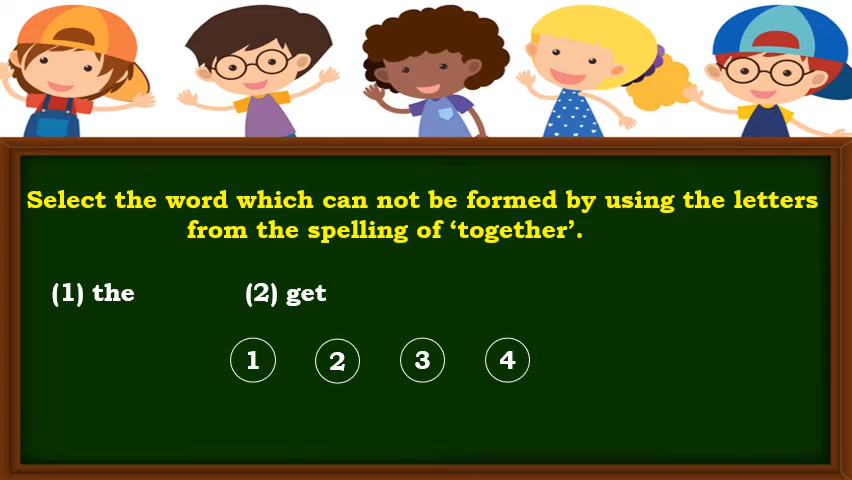 Select the word which can not be formed by using the letters
from the spelling of ‘together’.
(1) the (2) get
1 2 3 4